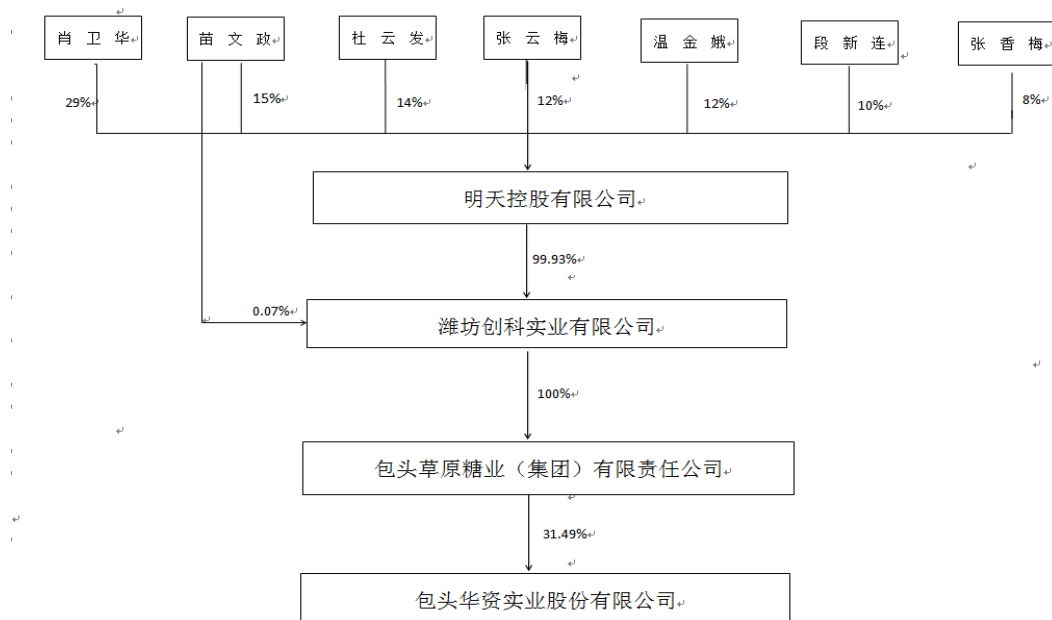 肖 卫 华
苗 文 政
杜 云 发
张 云 梅
温 金 娥
段 新 连
张 香 梅
29%
15%
14%
12%
12%
10%
8%
明天控股有限公司
99.93%
0.07%
潍坊创科实业有限公司
100%
包头草原糖业（集团）有限责任公司
31.49%
包头华资实业股份有限公司